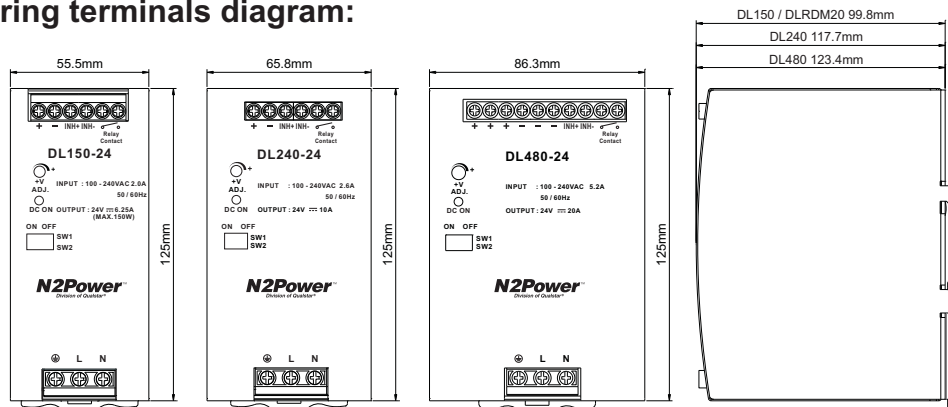 ring terminals diagram:
DL150 / DLRDM20 99.8mm
DL240 117.7mm
DL480 123.4mm
55.5mm
+ – INH+ INH-
Relay
Contact
DL150-24
+
+V
ADJ.
INPUT : 100 - 240VAC 2.0A
50 / 60Hz
DC ON OUTPUT : 24V ⎓ 6.25A
(MAX.150W)
ON OFF
SW1
SW2
N2Power™
Division of Qualstar®
L N
125mm
65.8mm
+ – INH+ INH-
Relay
Contact
DL240-24
+
+V
ADJ.
INPUT : 100 - 240VAC 2.6A
50 / 60Hz
DC ON OUTPUT : 24V ⎓ 10A
ON OFF
SW1
SW2
N2Power™
Division of Qualstar®
L N
125mm
86.3mm
+ + + – – – INH+ INH-
Relay
Contact
DL480-24
+
+V
ADJ.
INPUT : 100 - 240VAC 5.2A
50 / 60Hz
DC ON OUTPUT : 24V ⎓ 20A
ON OFF
SW1
SW2
N2Power™
Division of Qualstar®
L N
125mm